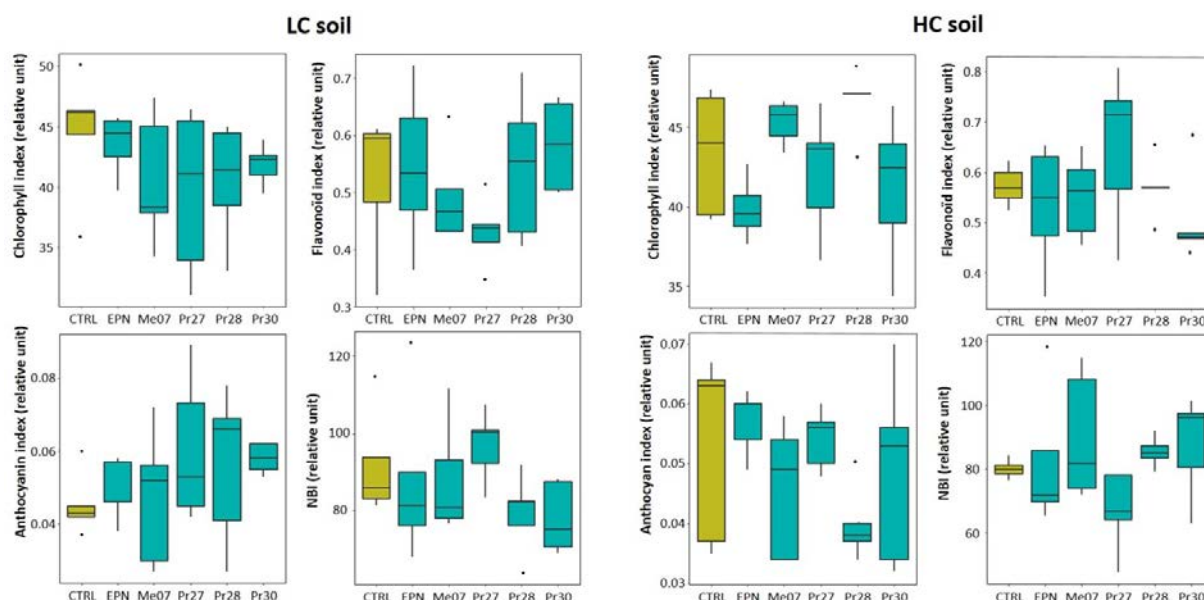 LC soil
HC soil
Chlorophyll index (relative unit)
50
45
40
35
CTRL EPN Me07 Pr27 Pr28 Pr30
Flavonoid index (relative unit)
0.7
0.6
0.5
0.4
0.3
CTRL EPN Me07 Pr27 Pr28 Pr30
Chlorophyll index (relative unit)
45
40
35
CTRL EPN Me07 Pr27 Pr28 Pr30
Flavonoid index (relative unit)
0.8
0.7
0.6
0.5
0.4
CTRL EPN Me07 Pr27 Pr28 Pr30
Anthocyanin index (relative unit)
0.08
0.06
0.04
CTRL EPN Me07 Pr27 Pr28 Pr30
NBI (relative unit)
120
100
80
CTRL EPN Me07 Pr27 Pr28 Pr30
Anthocyan index (relative unit)
0.07
0.06
0.05
0.04
0.03
CTRL EPN Me07 Pr27 Pr28 Pr30
NBI (relative unit)
120
100
80
60
CTRL EPN Me07 Pr27 Pr28 Pr30